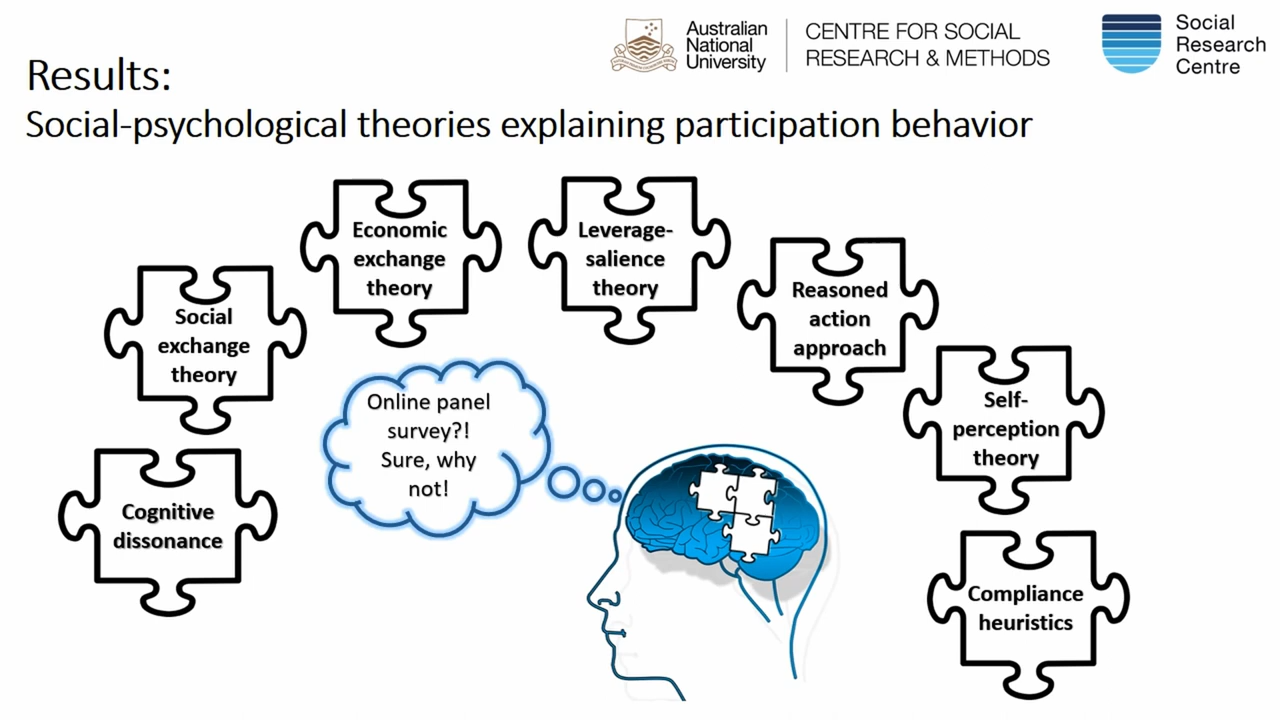 Australian
National
University
CENTRE FOR SOCIAL
RESEARCH & METHODS
Social
Research
Centre
Results:
Social-psychological theories explaining participation behavior
Economic
exchange
theory
Leverage-
salience
theory
Reasoned
action
approach
Social
exchange
theory
Self-
perception
theory
Online panel
survey?!
Sure, why
not!
Cognitive
dissonance
Compliance
heuristics